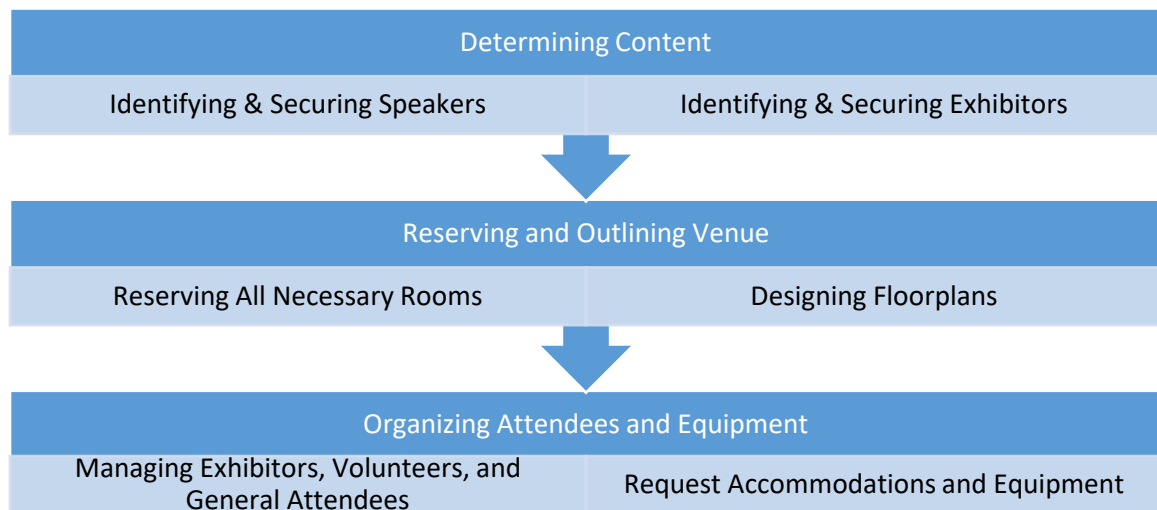 Determining Content
Identifying & Securing Speakers
Identifying & Securing Exhibitors
Reserving and Outlining Venue
Reserving All Necessary Rooms
Designing Floorplans
Organizing Attendees and Equipment
Managing Exhibitors, Volunteers, and
General Attendees
Request Accommodations and Equipment